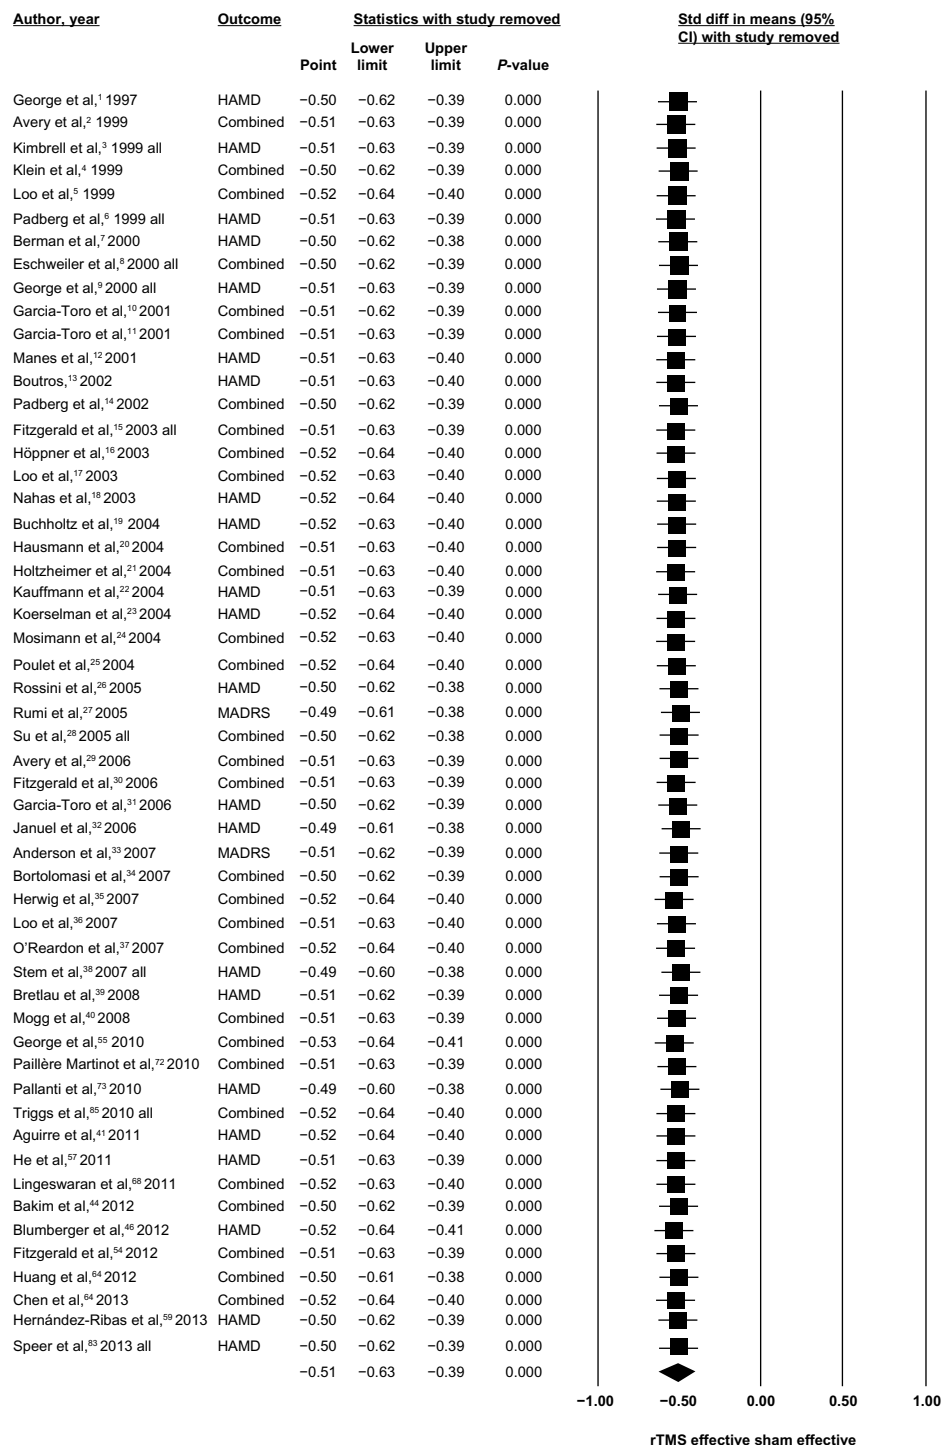 Author, year Outcome Statistics with study removed Std diff in means (95%
CI) with study removed
Point Lower limit Upper limit P-value
George et al,1 1997 HAMD −0.50 −0.62 −0.39 0.000
Avery et al,2 1999 Combined −0.51 −0.63 −0.39 0.000
Kimbrell et al,3 1999 all HAMD −0.51 −0.63 −0.39 0.000
Klein et al,4 1999 Combined −0.50 −0.62 −0.39 0.000
Loo et al,5 1999 Combined −0.52 −0.64 −0.40 0.000
Padberg et al,6 1999 all HAMD −0.51 −0.63 −0.39 0.000
Berman et al,7 2000 HAMD −0.50 −0.62 −0.38 0.000
Eschweiler et al,8 2000 all Combined −0.50 −0.62 −0.39 0.000
George et al,9 2000 all HAMD −0.51 −0.63 −0.39 0.000
Garcia-Toro et al,10 2001 Combined −0.51 −0.62 −0.39 0.000
Garcia-Toro et al,11 2001 Combined −0.51 −0.63 −0.39 0.000
Manes et al,12 2001 HAMD −0.51 −0.63 −0.40 0.000
Boutros,13 2002 HAMD −0.51 −0.63 −0.40 0.000
Padberg et al,14 2002 Combined −0.50 −0.62 −0.39 0.000
Fitzgerald et al,15 2003 all Combined −0.51 −0.63 −0.39 0.000
Höppner et al,16 2003 Combined −0.52 −0.64 −0.40 0.000
Loo et al,17 2003 Combined −0.52 −0.63 −0.40 0.000
Nahas et al,18 2003 HAMD −0.52 −0.64 −0.40 0.000
Buchholtz et al,19 2004 HAMD −0.52 −0.63 −0.40 0.000
Hausmann et al,20 2004 Combined −0.51 −0.63 −0.40 0.000
Holtzheimer et al,21 2004 Combined −0.51 −0.63 −0.40 0.000
Kauffmann et al,22 2004 HAMD −0.51 −0.63 −0.39 0.000
Koerselman et al,23 2004 HAMD −0.52 −0.64 −0.40 0.000
Mosimann et al,24 2004 Combined −0.52 −0.63 −0.40 0.000
Poulet et al,25 2004 Combined −0.52 −0.64 −0.40 0.000
Rossini et al,26 2005 HAMD −0.50 −0.62 −0.38 0.000
Rumi et al,27 2005 MADRS −0.49 −0.61 −0.38 0.000
Su et al,28 2005 all Combined −0.50 −0.62 −0.38 0.000
Avery et al,29 2006 Combined −0.51 −0.63 −0.39 0.000
Fitzgerald et al,30 2006 Combined −0.51 −0.63 −0.39 0.000
Garcia-Toro et al,31 2006 HAMD −0.50 −0.62 −0.39 0.000
Januel et al,32 2006 HAMD −0.49 −0.61 −0.38 0.000
Anderson et al,33 2007 MADRS −0.51 −0.62 −0.39 0.000
Bortolomasi et al,34 2007 Combined −0.50 −0.62 −0.39 0.000
Herwig et al,35 2007 Combined −0.52 −0.64 −0.40 0.000
Loo et al,36 2007 Combined −0.51 −0.63 −0.40 0.000
O'Reardon et al,37 2007 Combined −0.52 −0.64 −0.40 0.000
Stem et al,38 2007 all HAMD −0.49 −0.60 −0.38 0.000
Bretlau et al,39 2008 HAMD −0.51 −0.62 −0.39 0.000
Mogg et al,40 2008 Combined −0.51 −0.63 −0.39 0.000
George et al,55 2010 Combined −0.53 −0.64 −0.41 0.000
Paillère Martinot et al,72 2010 Combined −0.51 −0.63 −0.39 0.000
Pallanti et al,73 2010 HAMD −0.49 −0.60 −0.38 0.000
Triggs et al,85 2010 all Combined −0.52 −0.64 −0.40 0.000
Aguirre et al,41 2011 HAMD −0.52 −0.64 −0.40 0.000
He et al,57 2011 HAMD −0.51 −0.63 −0.39 0.000
Lingeswaran et al,68 2011 Combined −0.52 −0.63 −0.40 0.000
Bakim et al,44 2012 Combined −0.50 −0.62 −0.39 0.000
Blumberger et al,46 2012 HAMD −0.52 −0.64 −0.41 0.000
Fitzgerald et al,54 2012 Combined −0.51 −0.63 −0.39 0.000
Huang et al,64 2012 Combined −0.50 −0.61 −0.38 0.000
Chen et al,64 2013 Combined −0.52 −0.64 −0.40 0.000
Hernández-Ribas et al,59 2013 HAMD −0.50 −0.62 −0.39 0.000
Speer et al,83 2013 all HAMD −0.50 −0.62 −0.39 0.000
−0.51 −0.63 −0.39 0.000
−1.00 −0.50 0.00 0.50 1.00
rTMS effective sham effective